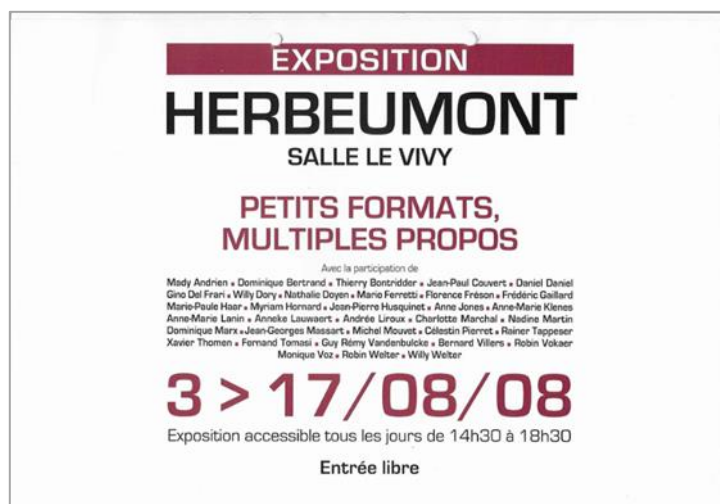 EXPOSITION
HERBEUMONT
SALLE LE VIVY
PETITS FORMATS,
MULTIPLES PROPOS
Avec la participation de
Mady Andrien • Dominique Bertrand • Thierry Bontridder • Jean-Paul Couvert • Daniel Daniel
Gino Del Frari • Willy Dory • Nathalie Doyen • Mario Ferretti • Florence Fréson • Frédéric Gaillard
Marie-Paule Haar • Myriam Hornard • Jean-Pierre Husquinet • Anne Jones • Anne-Marie Klenes
Anne-Marie Lanin • Anneke Lauwaert • Andrée Liroux • Charlotte Marchal • Nadine Martin
Dominique Marx • Jean-Georges Massart • Michel Mouvet • Célestin Pierret • Rainer Tappeser
Xavier Thomen • Fernand Tomasi • Guy Rémy Vandenbulcke • Bernard Villers • Robin Vokaer
Monique Voz • Robin Welter • Willy Welter
3 > 17/08/08
Exposition accessible tous les jours de 14h30 à 18h30
Entrée libre